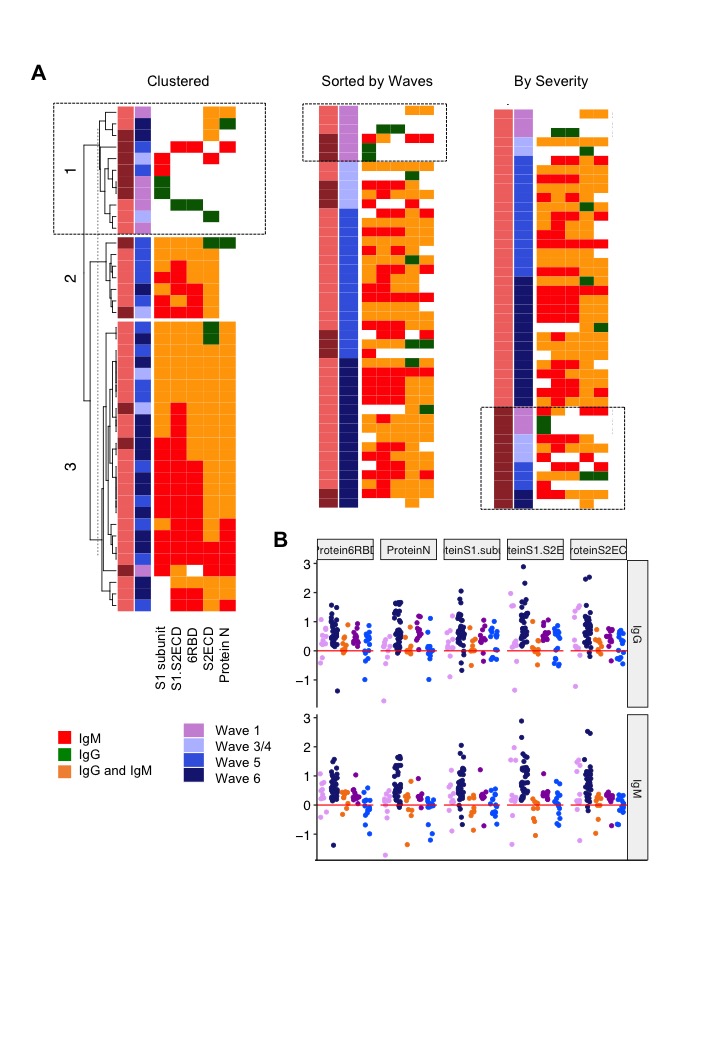 A
Clustered
Sorted by Waves
By Severity
1
2
3
S1 subunit
S1.S2ECD
6RBD
S2ECD
Protein N
IgM
IgG
IgG and IgM
Wave 1
Wave 3/4
Wave 5
Wave 6
B
rotein6RBD
ProteinN
teinS1.subu
teinS1.S2E
roteinS2EC
3
2
1
0
−1
IgG
3
2
1
0
−1
IgM